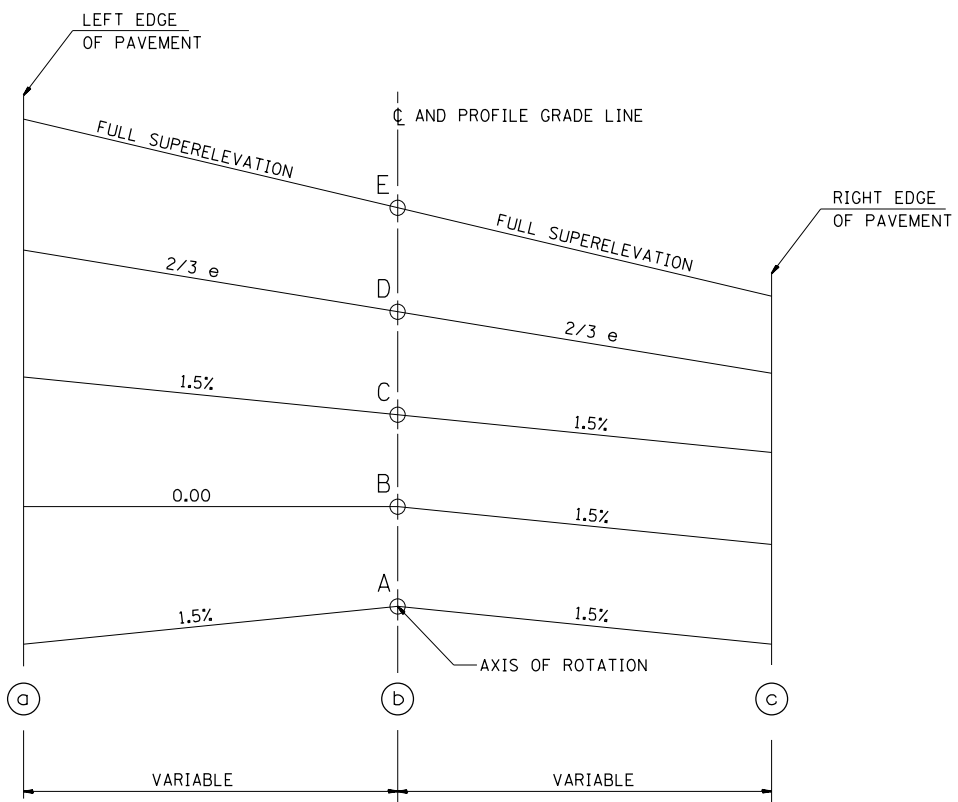 LEFT EDGE
OF PAVEMENT
℄ AND PROFILE GRADE LINE
FULL SUPERELEVATION
E
RIGHT EDGE
OF PAVEMENT
FULL SUPERELEVATION
2/3 e
D
2/3 e
1.5%
C
1.5%
0.00
B
1.5%
A
1.5%
1.5%
AXIS OF ROTATION
a
b
c
VARIABLE
VARIABLE